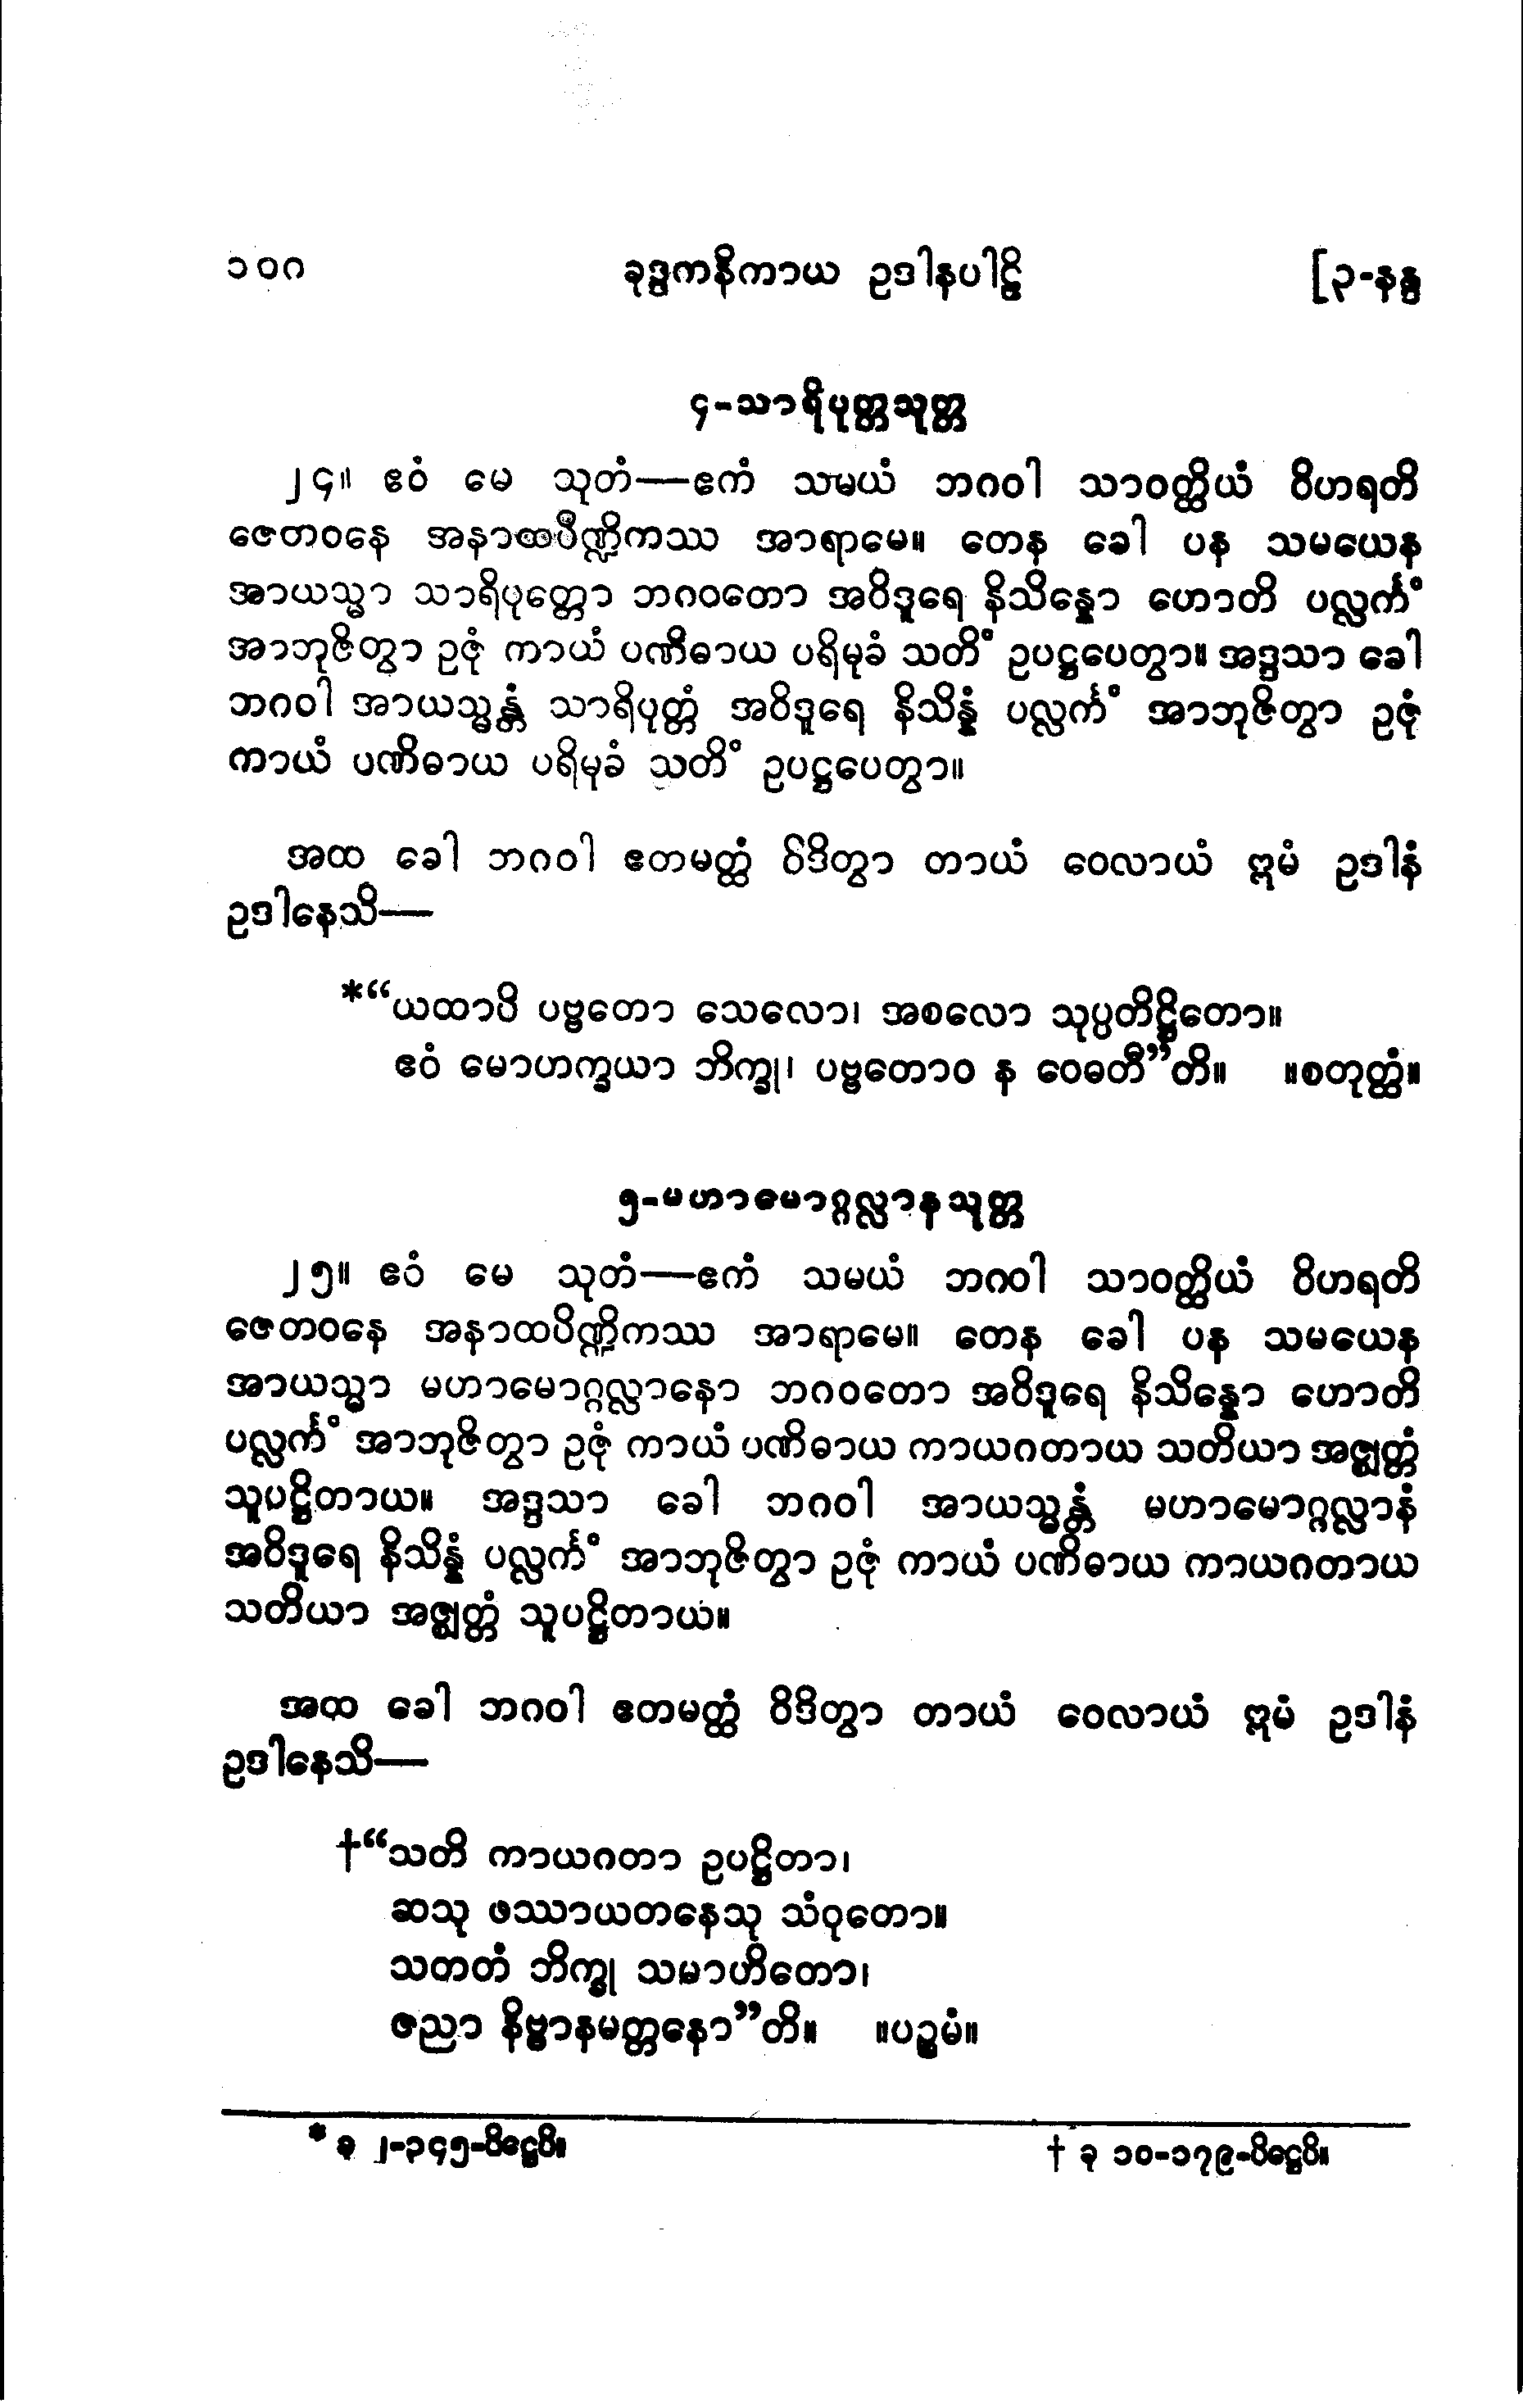 ၁၀၈ ခုဒ္ဒကနိကာယ ဥဒါနပါဠိ [၃-နန္ဒ
၄-သာရိပုတ္တသုတ္တ
၂၄။ ဧဝံ မေ သုတံ—ဧကံ သမယံ ဘဂဝါ သာဝတ္ထိယံ ဝိဟရတိ
ဇေတဝနေ အနာထပိဏ္ဍိကဿ အာရာမေ။ တေန ခေါ ပန သမယေန
အာယသ္မာ သာရိပုတ္တော ဘဂဝတော အဝိဒူရေ နိသိန္နော ဟောတိ ပလ္လင်္ကံ
အာဘုဇိတွာ ဥဇုံ ကာယံ ပဏိဓာယ ပရိမုခံ သတိံ ဥပဋ္ဌပေတွာ။ အဒ္ဒသာ ခေါ
ဘဂဝါ အာယသ္မန္တံ သာရိပုတ္တံ အဝိဒူရေ နိသိန္နံ ပလ္လင်္ကံ အာဘုဇိတွာ ဥဇုံ
ကာယံ ပဏိဓာယ ပရိမုခံ သတိံ ဥပဋ္ဌပေတွာ။
အထ ခေါ ဘဂဝါ ဧတမတ္ထံ ဝိဒိတွာ တာယံ ဝေလာယံ ဣမံ ဥဒါနံ
ဥဒါနေသိ—
*“ယထာပိ ပဗ္ဗတော သေလော၊ အစလော သုပ္ပတိဋ္ဌိတော။
ဧဝံ မောဟက္ခယာ ဘိက္ခု၊ ပဗ္ဗတောဝ န ဝေဓတီ”တိ။ ။စတုတ္ထံ။
၅-မဟာမောဂ္ဂလ္လာနသုတ္တ
၂၅။ ဧဝံ မေ သုတံ—ဧကံ သမယံ ဘဂဝါ သာဝတ္ထိယံ ဝိဟရတိ
ဇေတဝနေ အနာထပိဏ္ဍိကဿ အာရာမေ။ တေန ခေါ ပန သမယေန
အာယသ္မာ မဟာမောဂ္ဂလ္လာနော ဘဂဝတော အဝိဒူရေ နိသိန္နော ဟောတိ
ပလ္လင်္ကံ အာဘုဇိတွာ ဥဇုံ ကာယံ ပဏိဓာယ ကာယဂတာယ သတိယာ အဇ္ဈတ္တံ
သူပဋ္ဌိတာယ။ အဒ္ဒသာ ခေါ ဘဂဝါ အာယသ္မန္တံ မဟာမောဂ္ဂလ္လာနံ
အဝိဒူရေ နိသိန္နံ ပလ္လင်္ကံ အာဘုဇိတွာ ဥဇုံ ကာယံ ပဏိဓာယ ကာယဂတာယ
သတိယာ အဇ္ဈတ္တံ သူပဋ္ဌိတာယ။
အထ ခေါ ဘဂဝါ ဧတမတ္ထံ ဝိဒိတွာ တာယံ ဝေလာယံ ဣမံ ဥဒါနံ
ဥဒါနေသိ—
†“သတိ ကာယဂတာ ဥပဋ္ဌိတာ၊
ဆသု ဖဿာယတနေသု သံဝုတော။
သတတံ ဘိက္ခု သမာဟိတော၊
ဇညာ နိဗ္ဗာနမတ္တနော”တိ။ ။ပဉ္စမံ။
* ခု ၂-၃၄၅-ပိဋ္ဌေပိ။ † ခု ၁၀-၁၇၉-ပိဋ္ဌေပိ။